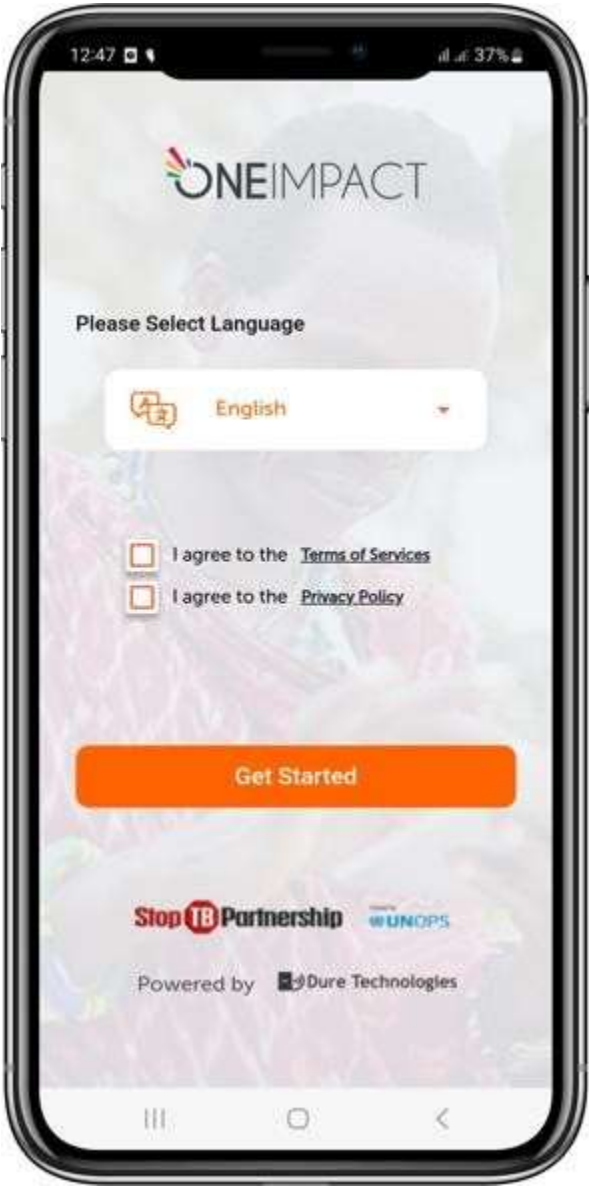 12:47 37%
ONEIMPACT
Please Select Language
English
I agree to the Terms of Services
I agree to the Privacy Policy
Get Started
Stop TB Partnership UNOPS
Powered by Dure Technologies